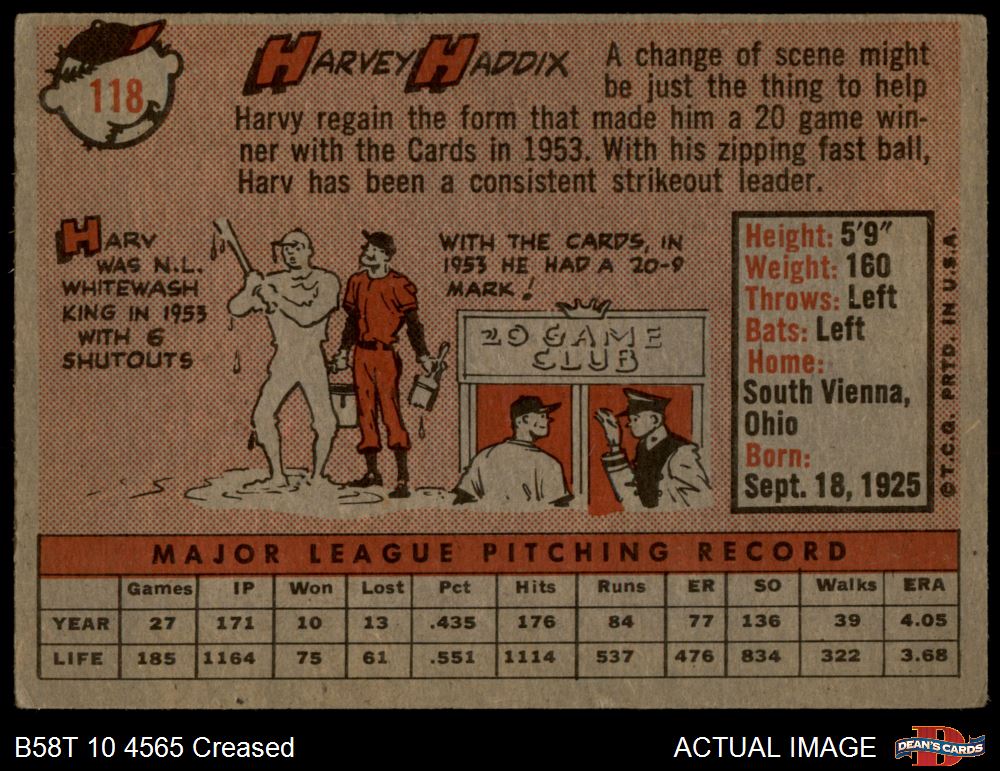 118
HARVEY HADDIX
A change of scene might
be just the thing to help
Harvy regain the form that made him a 20 game win-
ner with the Cards in 1953. With his zipping fast ball,
Harv has been a consistent strikeout leader.
HARV
WAS N.L.
WHITEWASH
KING IN 1953
WITH 6
SHUTOUTS
WITH THE CARDS, IN
1953 HE HAD A 20-9
MARK!
20 GAME
CLUB
Height: 5'9"
Weight: 160
Throws: Left
Bats: Left
Home:
South Vienna,
Ohio
Born:
Sept. 18, 1925
© T.C.G. PRTD. IN U.S.A.
MAJOR LEAGUE PITCHING RECORD
Games IP Won Lost Pct Hits Runs ER SO Walks ERA
YEAR 27 171 10 13 .435 176 84 77 136 39 4.05
LIFE 185 1164 75 61 .551 1114 537 476 834 322 3.68
B58T 10 4565 Creased
ACTUAL IMAGE
D
DEAN'S CARDS